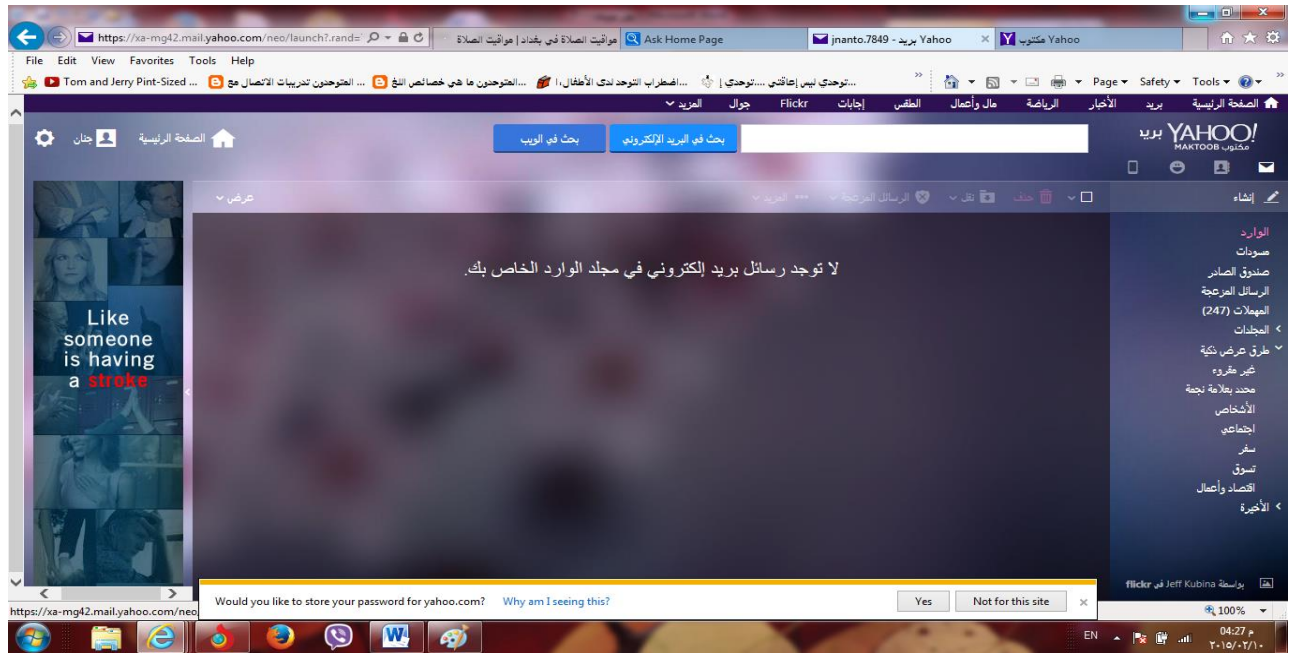 https://xa-mg42.mail.yahoo.com/neo/launch?.rand=
مواقيت الصلاة في بغداد | مواقيت الصلاة
Ask Home Page
jnanto.7849 - بريد Yahoo
Yahoo مكتوب
File Edit View Favorites Tools Help
Tom and Jerry Pint-Sized ...
المتوحدون تدريبات الاتصال مع ...
المتوحدون ما هي خصائص اللغ...
اضطراب التوحد لدى الأطفال،ا...
توحدي ليس إعاقتي ....توحدي إ...
Page Safety Tools
الصفحة الرئيسية بريد الأخبار الرياضة مال وأعمال الطقس إجابات Flickr جوال المزيد
YAHOO! بريد
مكتوب MAKTOOB
بحث في البريد الإلكتروني
بحث في الويب
الصفحة الرئيسية
جنان
إنشاء
حذف نقل الرسائل المزعجة المزيد
عرض
الوارد
مسودات
صندوق الصادر
الرسائل المزعجة
المهملات (247)
المجلدات
طرق عرض ذكية
غير مقروء
محدد بعلامة نجمة
الأشخاص
اجتماعي
سفر
تسوق
اقتصاد وأعمال
الأخيرة
لا توجد رسائل بريد إلكتروني في مجلد الوارد الخاص بك.
Like
someone
is having
a stroke
بواسطة Jeff Kubina في flickr
Would you like to store your password for yahoo.com? Why am I seeing this?
Yes
Not for this site
https://xa-mg42.mail.yahoo.com/neo
100%
EN
04:27 م
٢٠١٥/٠٢/١٠